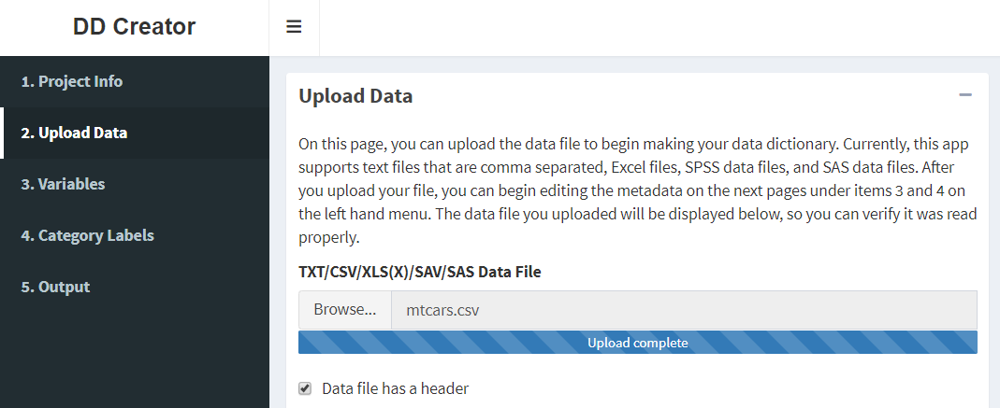 DD Creator
1. Project Info
2. Upload Data
3. Variables
4. Category Labels
5. Output
Upload Data
On this page, you can upload the data file to begin making your data dictionary. Currently, this app
supports text files that are comma separated, Excel files, SPSS data files, and SAS data files. After
you upload your file, you can begin editing the metadata on the next pages under items 3 and 4 on
the left hand menu. The data file you uploaded will be displayed below, so you can verify it was read
properly.
TXT/CSV/XLS(X)/SAV/SAS Data File
Browse... mtcars.csv
Upload complete
Data file has a header